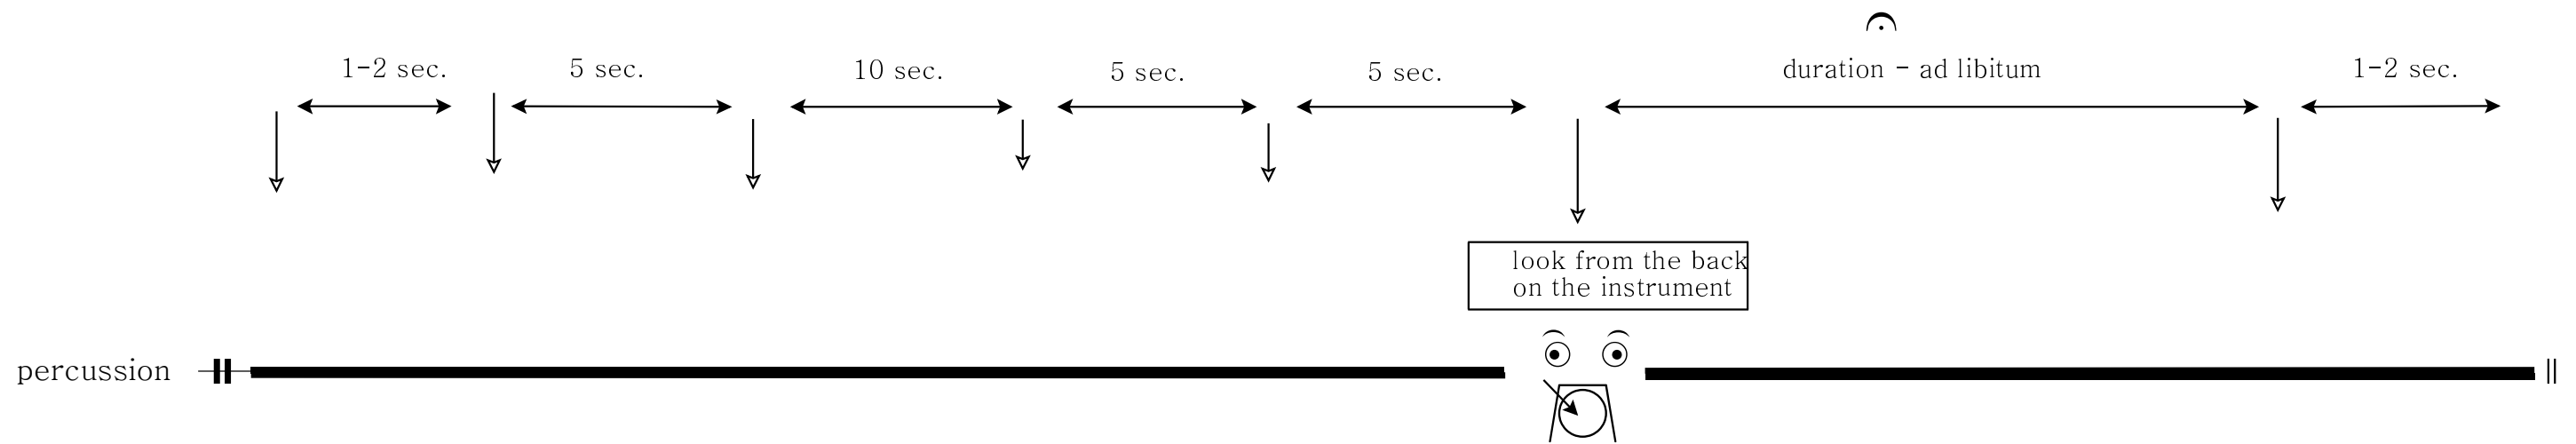 1-2 sec.
5 sec.
10 sec.
5 sec.
5 sec.
duration - ad libitum
1-2 sec.
look from the back
on the instrument
percussion